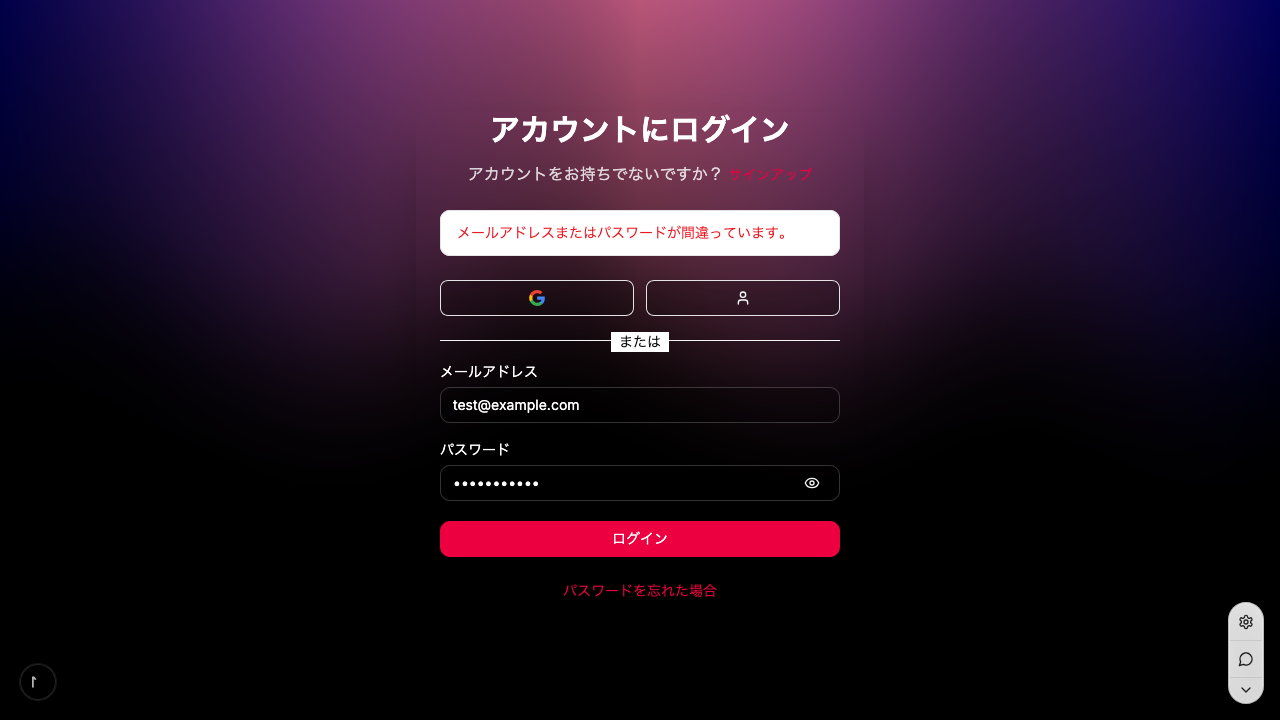 アカウントにログイン
アカウントをお持ちでないですか？ サインアップ
メールアドレスまたはパスワードが間違っています。
または
メールアドレス
test@example.com
パスワード
ログイン
パスワードを忘れた場合